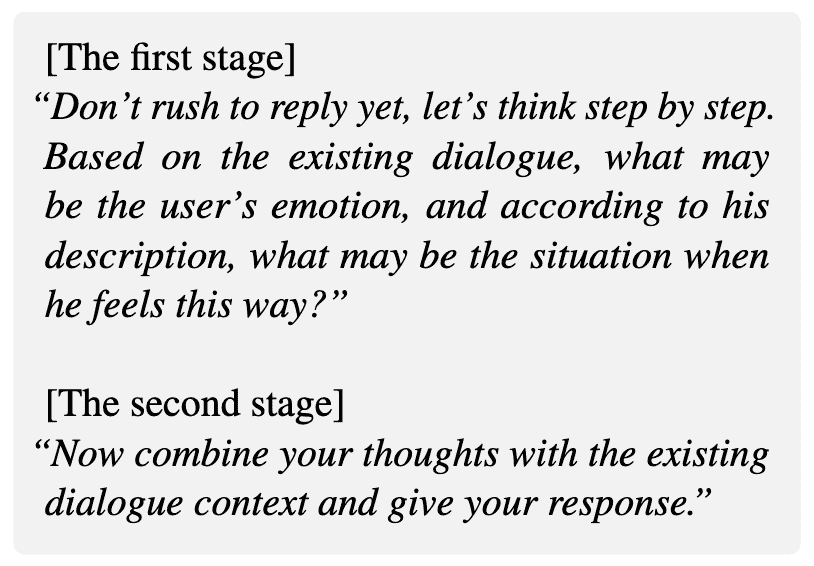 [The first stage]
“Don’t rush to reply yet, let’s think step by step.
Based on the existing dialogue, what may
be the user’s emotion, and according to his
description, what may be the situation when
he feels this way?”
[The second stage]
“Now combine your thoughts with the existing
dialogue context and give your response.”